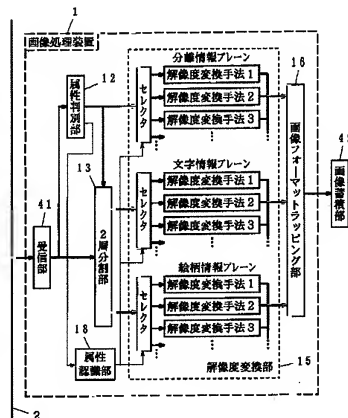 1
画像処理装置
12
属性判別部
13
2層分割部
41
受信部
18
属性認識部
分離情報プレーン
セレクタ
解像度変換手法1
解像度変換手法2
解像度変換手法3
文字情報プレーン
セレクタ
解像度変換手法1
解像度変換手法2
解像度変換手法3
絵柄情報プレーン
セレクタ
解像度変換手法1
解像度変換手法2
解像度変換手法3
解像度変換部
15
16
画像フォーマットラッピング部
画像蓄積部
2